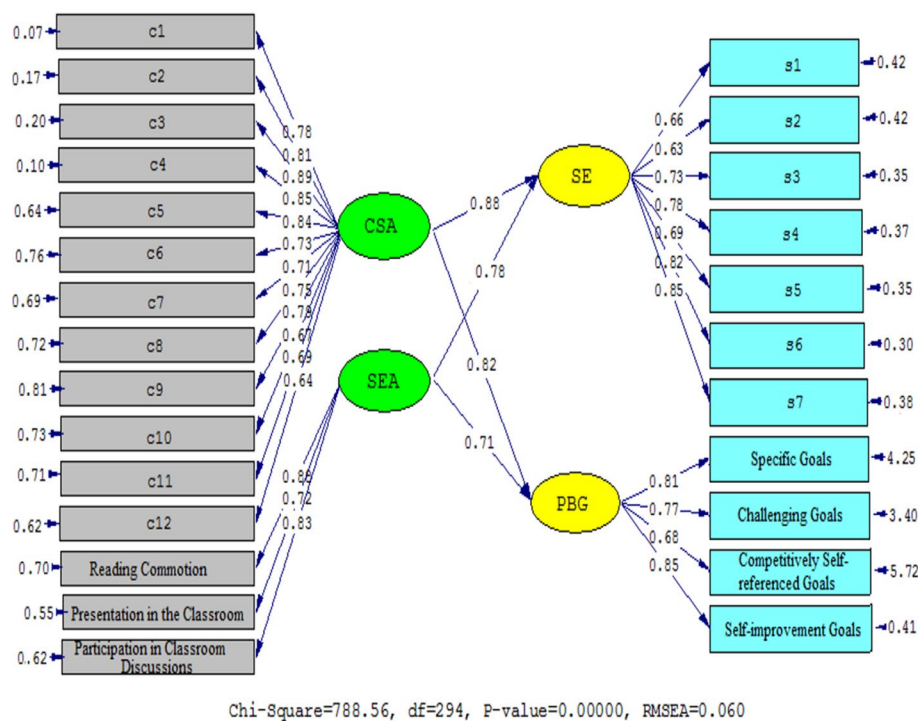 0.07
c1
0.17
c2
0.20
c3
0.10
c4
0.64
c5
0.76
c6
0.69
c7
0.72
c8
0.81
c9
0.73
c10
0.71
c11
0.62
c12
0.70
Reading Commotion
0.55
Presentation in the Classroom
0.62
Participation in Classroom
Discussions
0.78
0.81
0.89
0.85
0.84
0.73
0.71
0.75
0.79
0.67
0.69
0.64
0.88
0.72
0.83
CSA
SEA
0.88
0.78
0.82
0.71
SE
PBG
0.66
0.63
0.73
0.78
0.69
0.82
0.85
0.81
0.77
0.68
0.85
s1
0.42
s2
0.42
s3
0.35
s4
0.37
s5
0.35
s6
0.30
s7
0.38
Specific Goals
4.25
Challenging Goals
3.40
Competitively Self-
referenced Goals
5.72
Self-improvement Goals
0.41
Chi-Square=788.56, df=294, P-value=0.00000, RMSEA=0.060